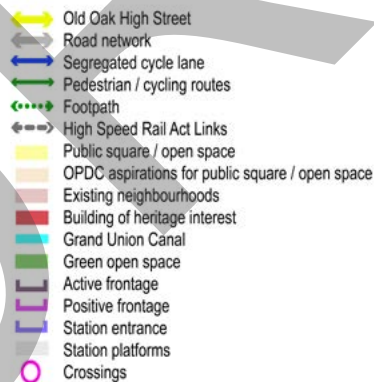 Old Oak High Street
Road network
Segregated cycle lane
Pedestrian / cycling routes
Footpath
High Speed Rail Act Links
Public square / open space
OPDC aspirations for public square / open space
Existing neighbourhoods
Building of heritage interest
Grand Union Canal
Green open space
Active frontage
Positive frontage
Station entrance
Station platforms
Crossings